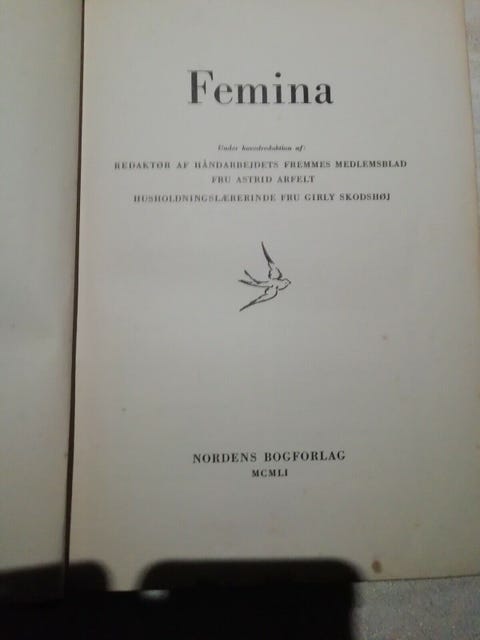 Femina
Under hovedredaktion af:
REDAKTØR AF HÅNDARBEJDETS FREMMES MEDLEMSBLAD
FRU ASTRID ARFELT
HUSHOLDNINGSLÆRERINDE FRU GIRLY SKODSHØJ
NORDENS BOGFORLAG
MCMLI